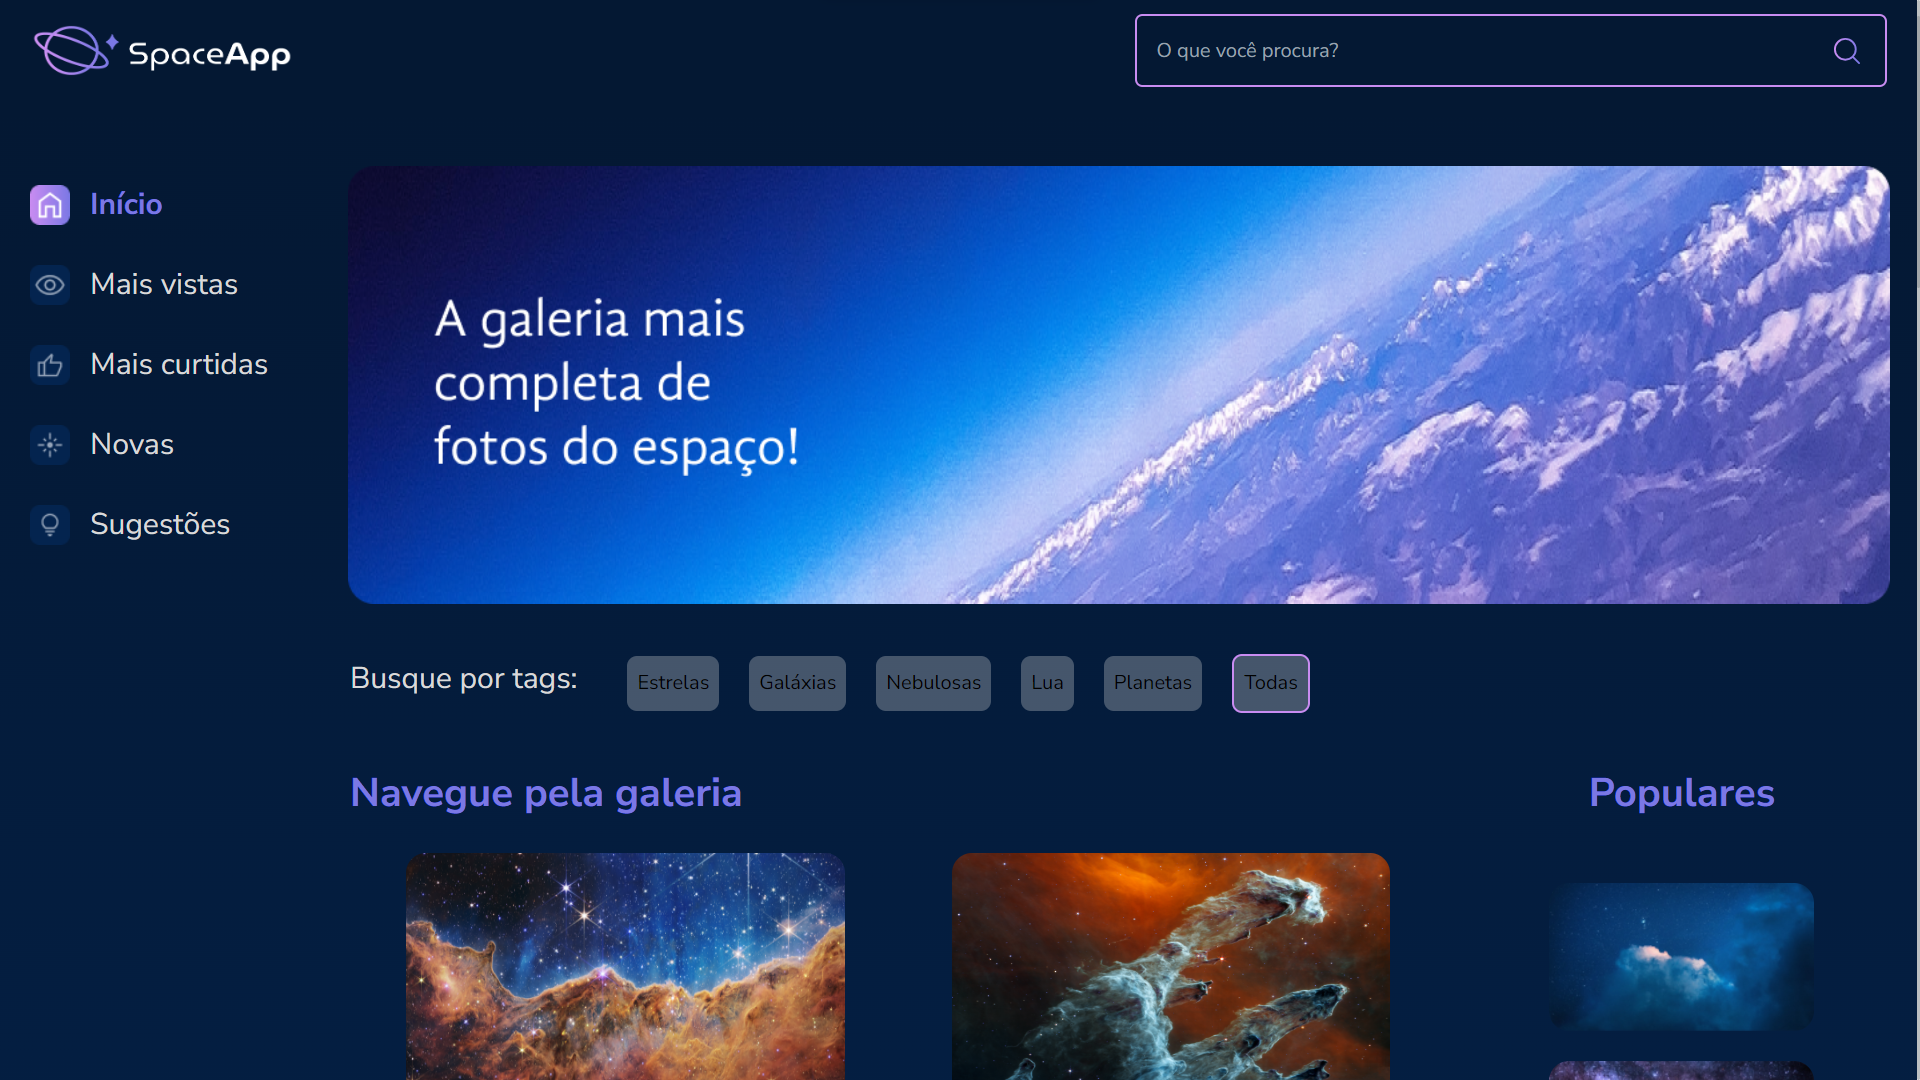 SpaceApp
O que você procura?
Início
Mais vistas
Mais curtidas
Novas
Sugestões
A galeria mais
completa de
fotos do espaço!
Busque por tags:
Estrelas
Galáxias
Nebulosas
Lua
Planetas
Todas
Navegue pela galeria
Populares